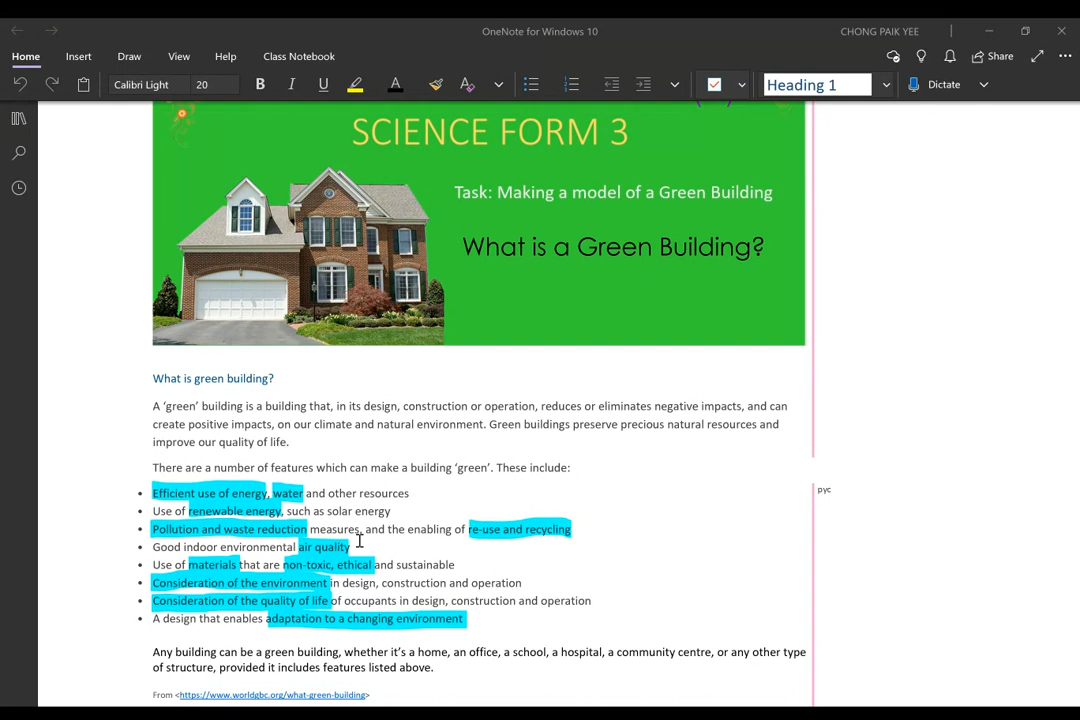 OneNote for Windows 10
CHONG PAIK YEE
Home Insert Draw View Help Class Notebook
Share
Calibri Light 20 B I U A Heading 1 Dictate
SCIENCE FORM 3
Task: Making a model of a Green Building
What is a Green Building?
What is green building?
A ‘green’ building is a building that, in its design, construction or operation, reduces or eliminates negative impacts, and can
create positive impacts, on our climate and natural environment. Green buildings preserve precious natural resources and
improve our quality of life.
There are a number of features which can make a building ‘green’. These include:
• Efficient use of energy, water and other resources
pyc
• Use of renewable energy, such as solar energy
• Pollution and waste reduction measures, and the enabling of re-use and recycling
• Good indoor environmental air quality
• Use of materials that are non-toxic, ethical and sustainable
• Consideration of the environment in design, construction and operation
• Consideration of the quality of life of occupants in design, construction and operation
• A design that enables adaptation to a changing environment
Any building can be a green building, whether it’s a home, an office, a school, a hospital, a community centre, or any other type
of structure, provided it includes features listed above.
From <https://www.worldgbc.org/what-green-building>